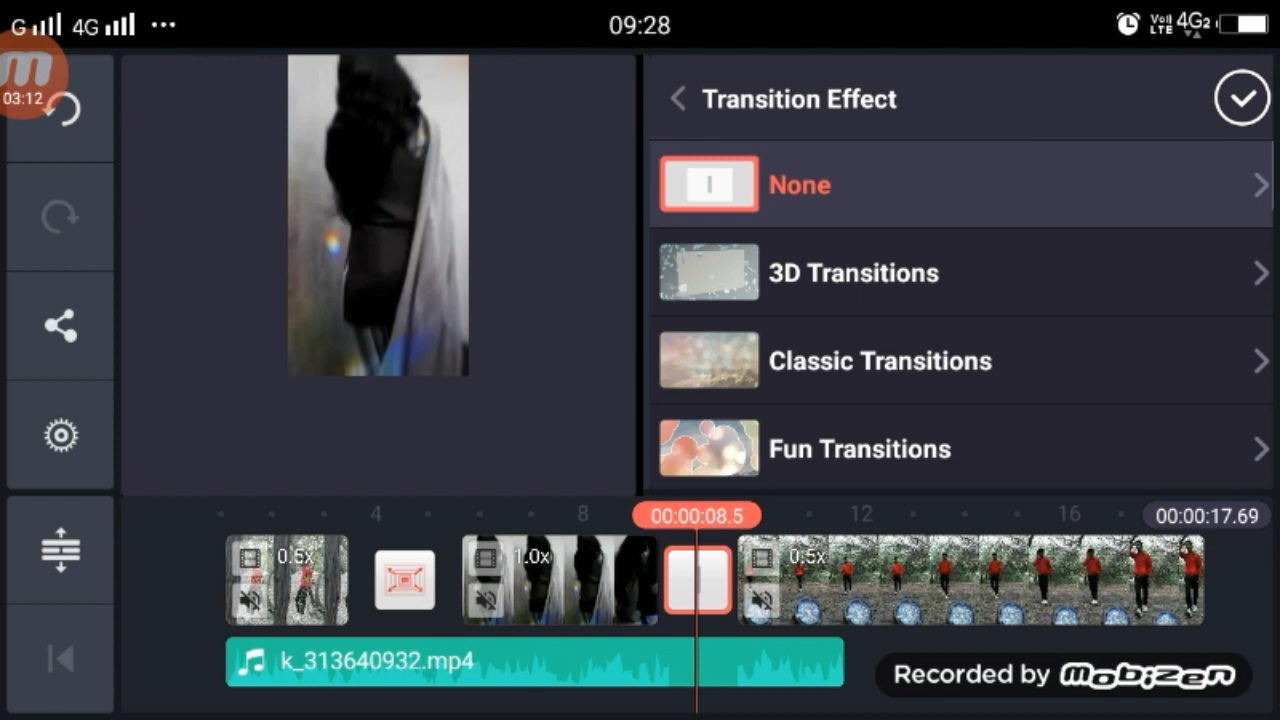 G 4G ••• 09:28 VoII LTE 4G2
03:12
Transition Effect
None
3D Transitions
Classic Transitions
Fun Transitions
4 8 00:00:08.5 12 16 00:00:17.69
0.5x 1.0x 0.5x
k_313640932.mp4
Recorded by mobizen